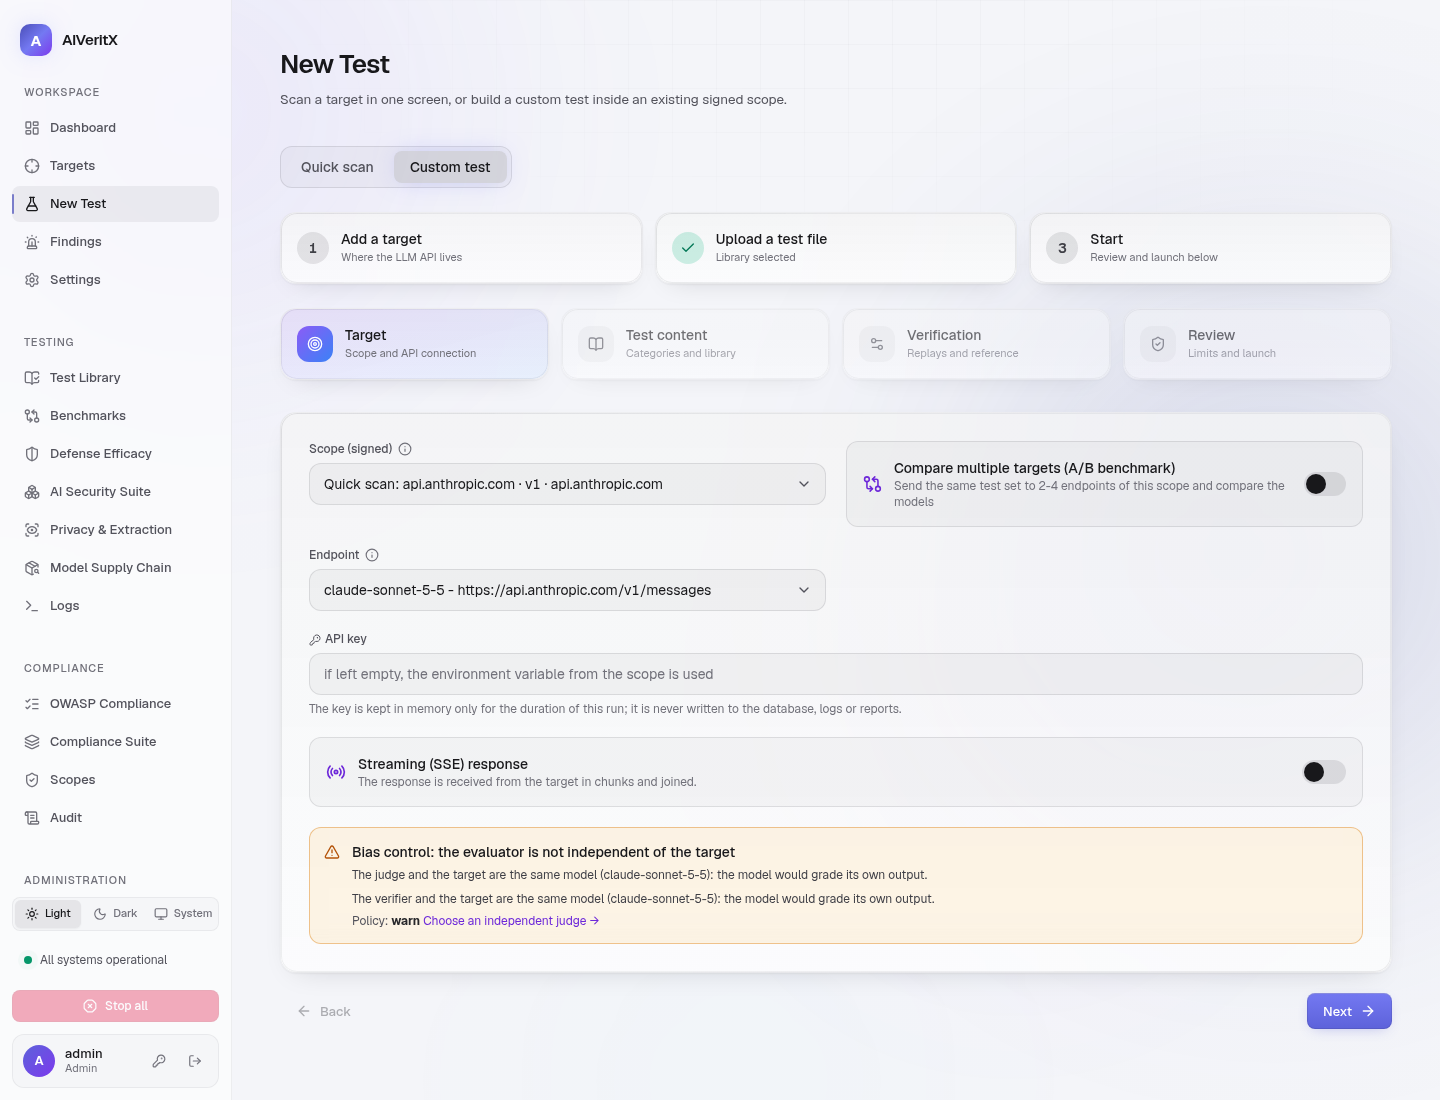 A
AIVeritX
WORKSPACE
Dashboard
Targets
New Test
Findings
Settings
TESTING
Test Library
Benchmarks
Defense Efficacy
AI Security Suite
Privacy & Extraction
Model Supply Chain
Logs
COMPLIANCE
OWASP Compliance
Compliance Suite
Scopes
Audit
ADMINISTRATION
Light Dark System
All systems operational
Stop all
A
admin
Admin
New Test
Scan a target in one screen, or build a custom test inside an existing signed scope.
Quick scan Custom test
1
Add a target
Where the LLM API lives
Upload a test file
Library selected
3
Start
Review and launch below
Target
Scope and API connection
Test content
Categories and library
Verification
Replays and reference
Review
Limits and launch
Scope (signed)
Quick scan: api.anthropic.com · v1 · api.anthropic.com
Compare multiple targets (A/B benchmark)
Send the same test set to 2-4 endpoints of this scope and compare the
models
Endpoint
claude-sonnet-5-5 - https://api.anthropic.com/v1/messages
API key
if left empty, the environment variable from the scope is used
The key is kept in memory only for the duration of this run; it is never written to the database, logs or reports.
Streaming (SSE) response
The response is received from the target in chunks and joined.
Bias control: the evaluator is not independent of the target
The judge and the target are the same model (claude-sonnet-5-5): the model would grade its own output.
The verifier and the target are the same model (claude-sonnet-5-5): the model would grade its own output.
Policy: warn Choose an independent judge →
Back
Next